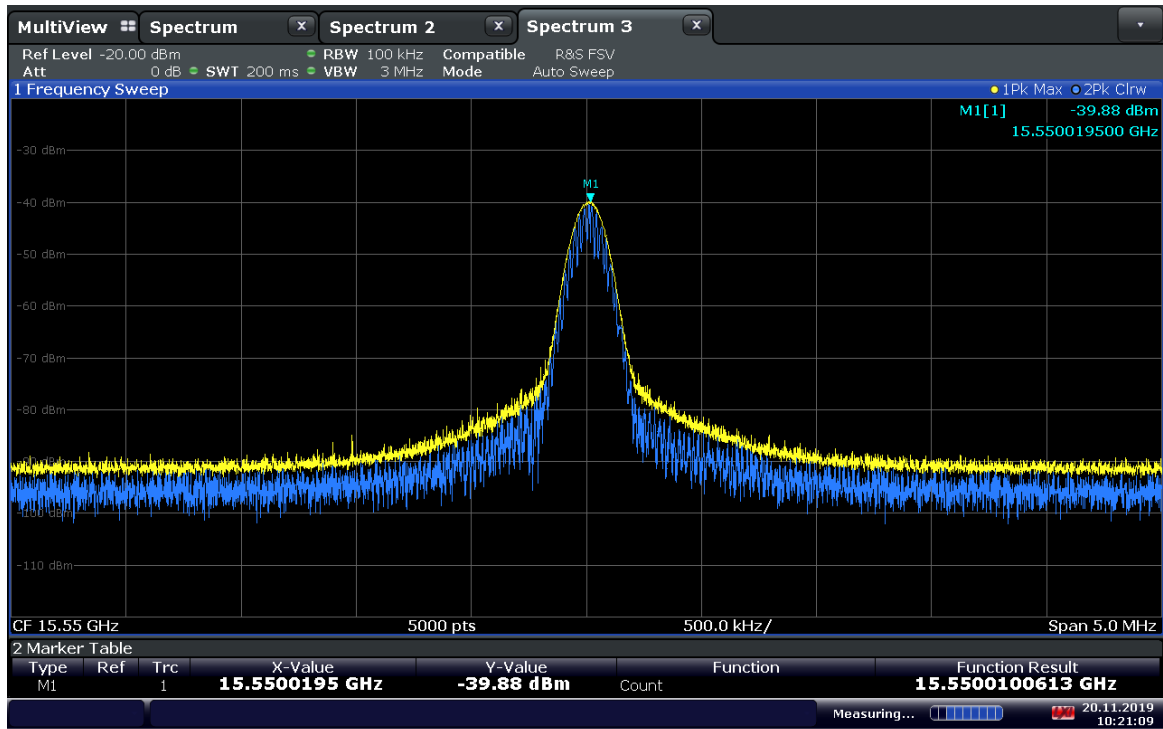 MultiView Spectrum X Spectrum 2 X Spectrum 3 X
Ref Level -20.00 dBm RBW 100 kHz Compatible R&S FSV
Att 0 dB SWT 200 ms VBW 3 MHz Mode Auto Sweep
1 Frequency Sweep 1Pk Max 2Pk Clrw
M1[1] -39.88 dBm
15.550019500 GHz
-30 dBm
M1
-40 dBm
-50 dBm
-60 dBm
-70 dBm
-80 dBm
-100 dBm
-110 dBm
CF 15.55 GHz 5000 pts 500.0 kHz/ Span 5.0 MHz
2 Marker Table
Type Ref Trc X-Value Y-Value Function Function Result
M1 1 15.5500195 GHz -39.88 dBm Count 15.5500100613 GHz
Measuring... 20.11.2019
10:21:09